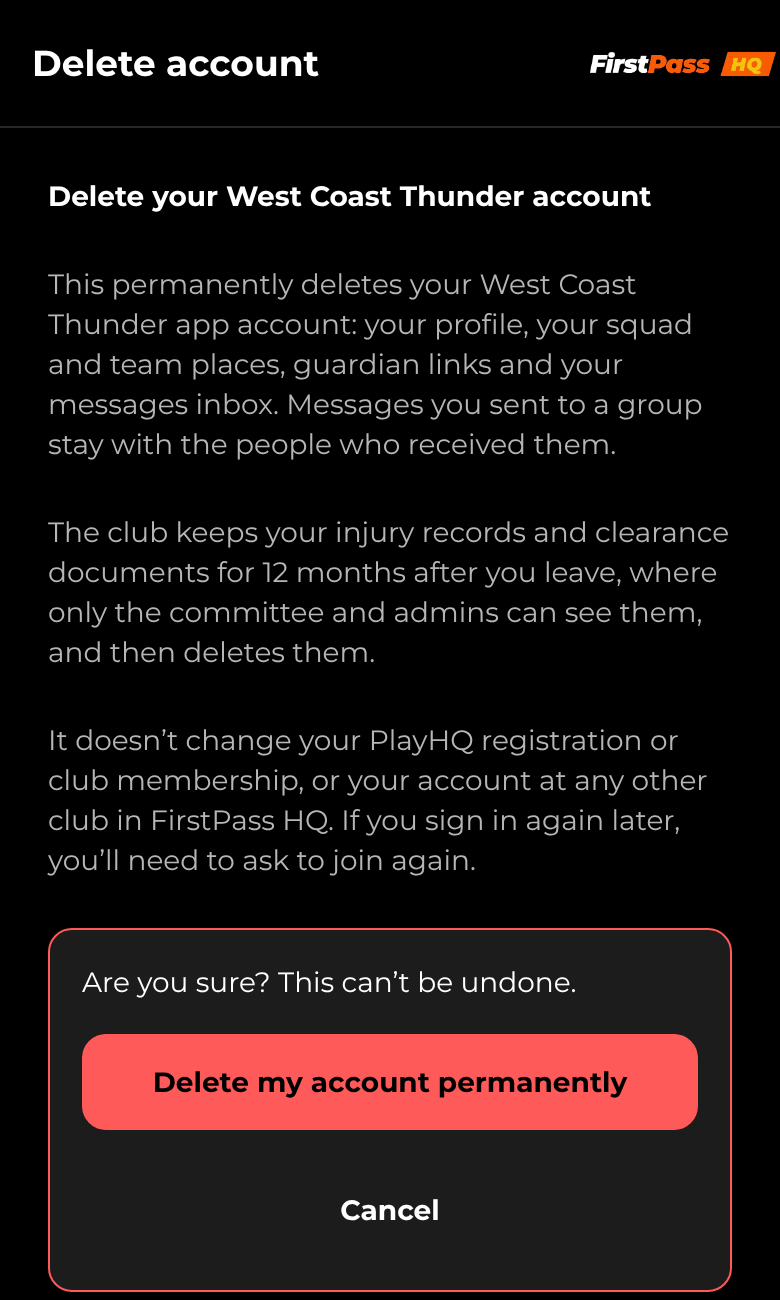 Delete account
FirstPass HQ
Delete your West Coast Thunder account
This permanently deletes your West Coast
Thunder app account: your profile, your squad
and team places, guardian links and your
messages inbox. Messages you sent to a group
stay with the people who received them.
The club keeps your injury records and clearance
documents for 12 months after you leave, where
only the committee and admins can see them,
and then deletes them.
It doesn’t change your PlayHQ registration or
club membership, or your account at any other
club in FirstPass HQ. If you sign in again later,
you’ll need to ask to join again.
Are you sure? This can’t be undone.
Delete my account permanently
Cancel